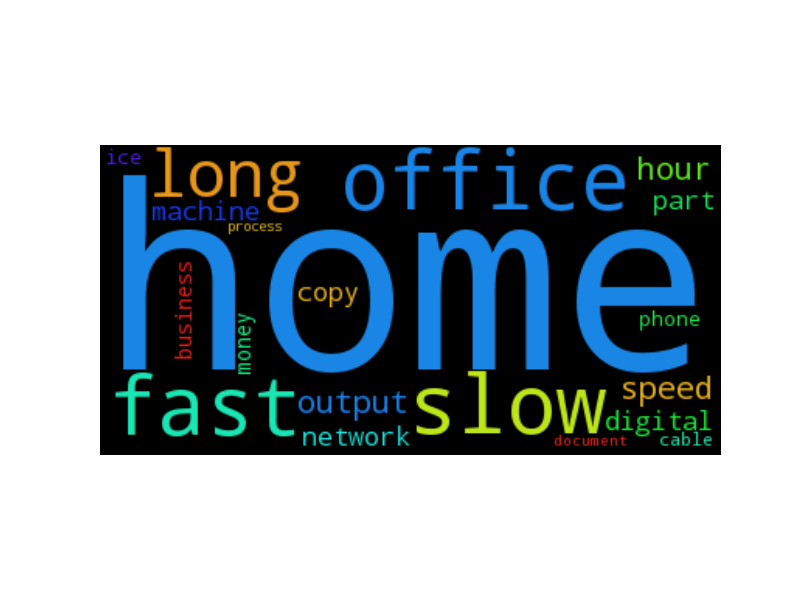 ice
long
office
hour
machine
part
process
home
business
copy
money
phone
fast
output
slow
speed
network
digital
document
cable